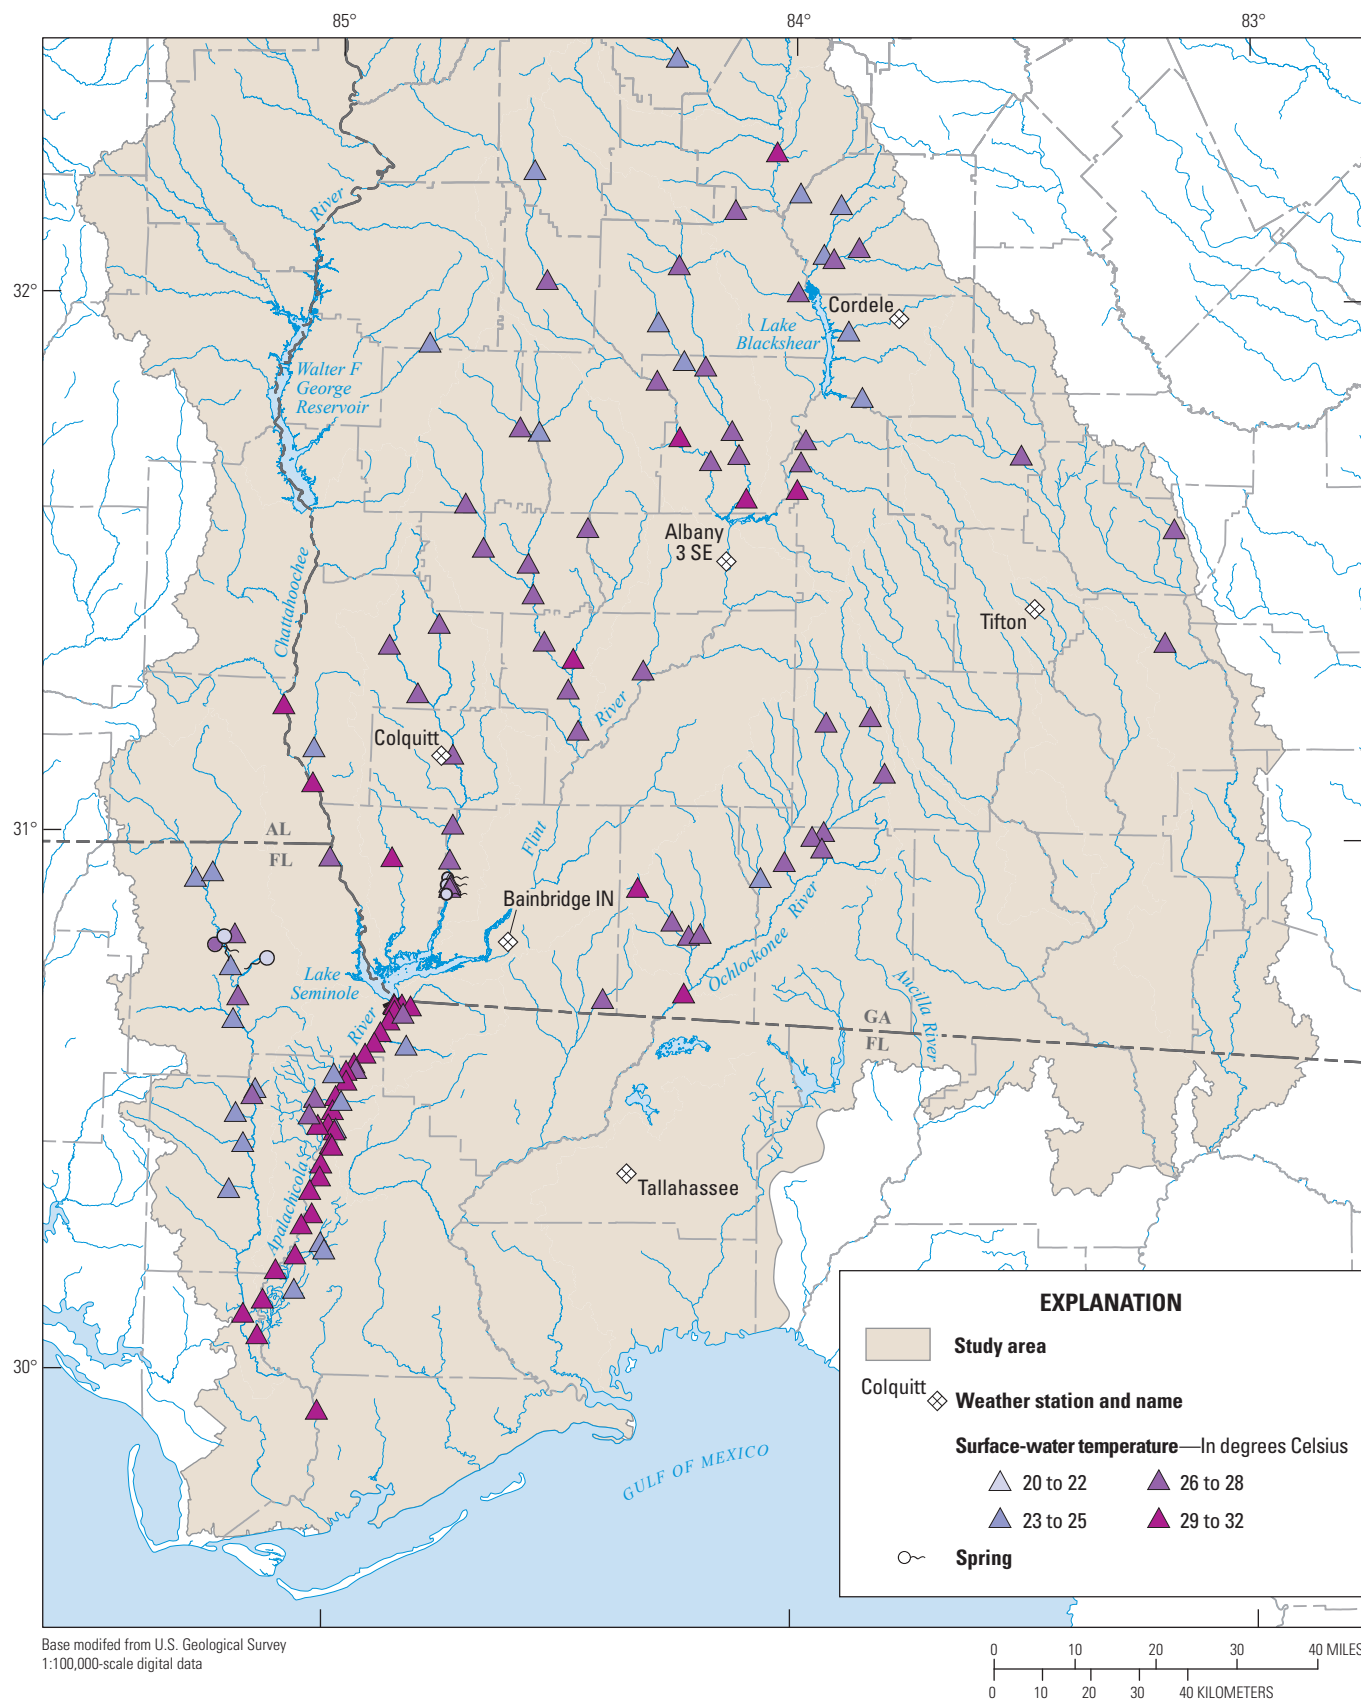 85°
84°
83°
32°
31°
30°
River
Cordele
Lake
Blackshear
Walter F
George
Reservoir
Albany
3 SE
Chattahoochee
Tifton
River
Colquitt
AL
FL
Flint
Bainbridge IN
River
Ochlockonee
Aucilla River
Lake
Seminole
River
GA
FL
Apalachicola
Tallahassee
GULF OF MEXICO
EXPLANATION
Study area
Colquitt
Weather station and name
Surface-water temperature—In degrees Celsius
20 to 22
26 to 28
23 to 25
29 to 32
Spring
Base modifed from U.S. Geological Survey
1:100,000-scale digital data
0 10 20 30 40 MILES
0 10 20 30 40 KILOMETERS